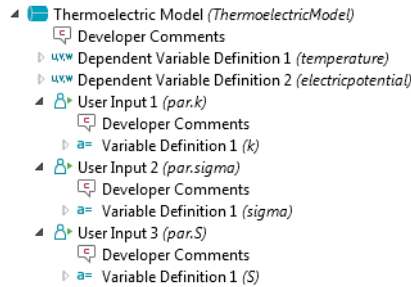 Thermoelectric Model (ThermoelectricModel)
c Developer Comments
u,v,w Dependent Variable Definition 1 (temperature)
u,v,w Dependent Variable Definition 2 (electricpotential)
User Input 1 (par.k)
c Developer Comments
a= Variable Definition 1 (k)
User Input 2 (par.sigma)
c Developer Comments
a= Variable Definition 1 (sigma)
User Input 3 (par.S)
c Developer Comments
a= Variable Definition 1 (S)